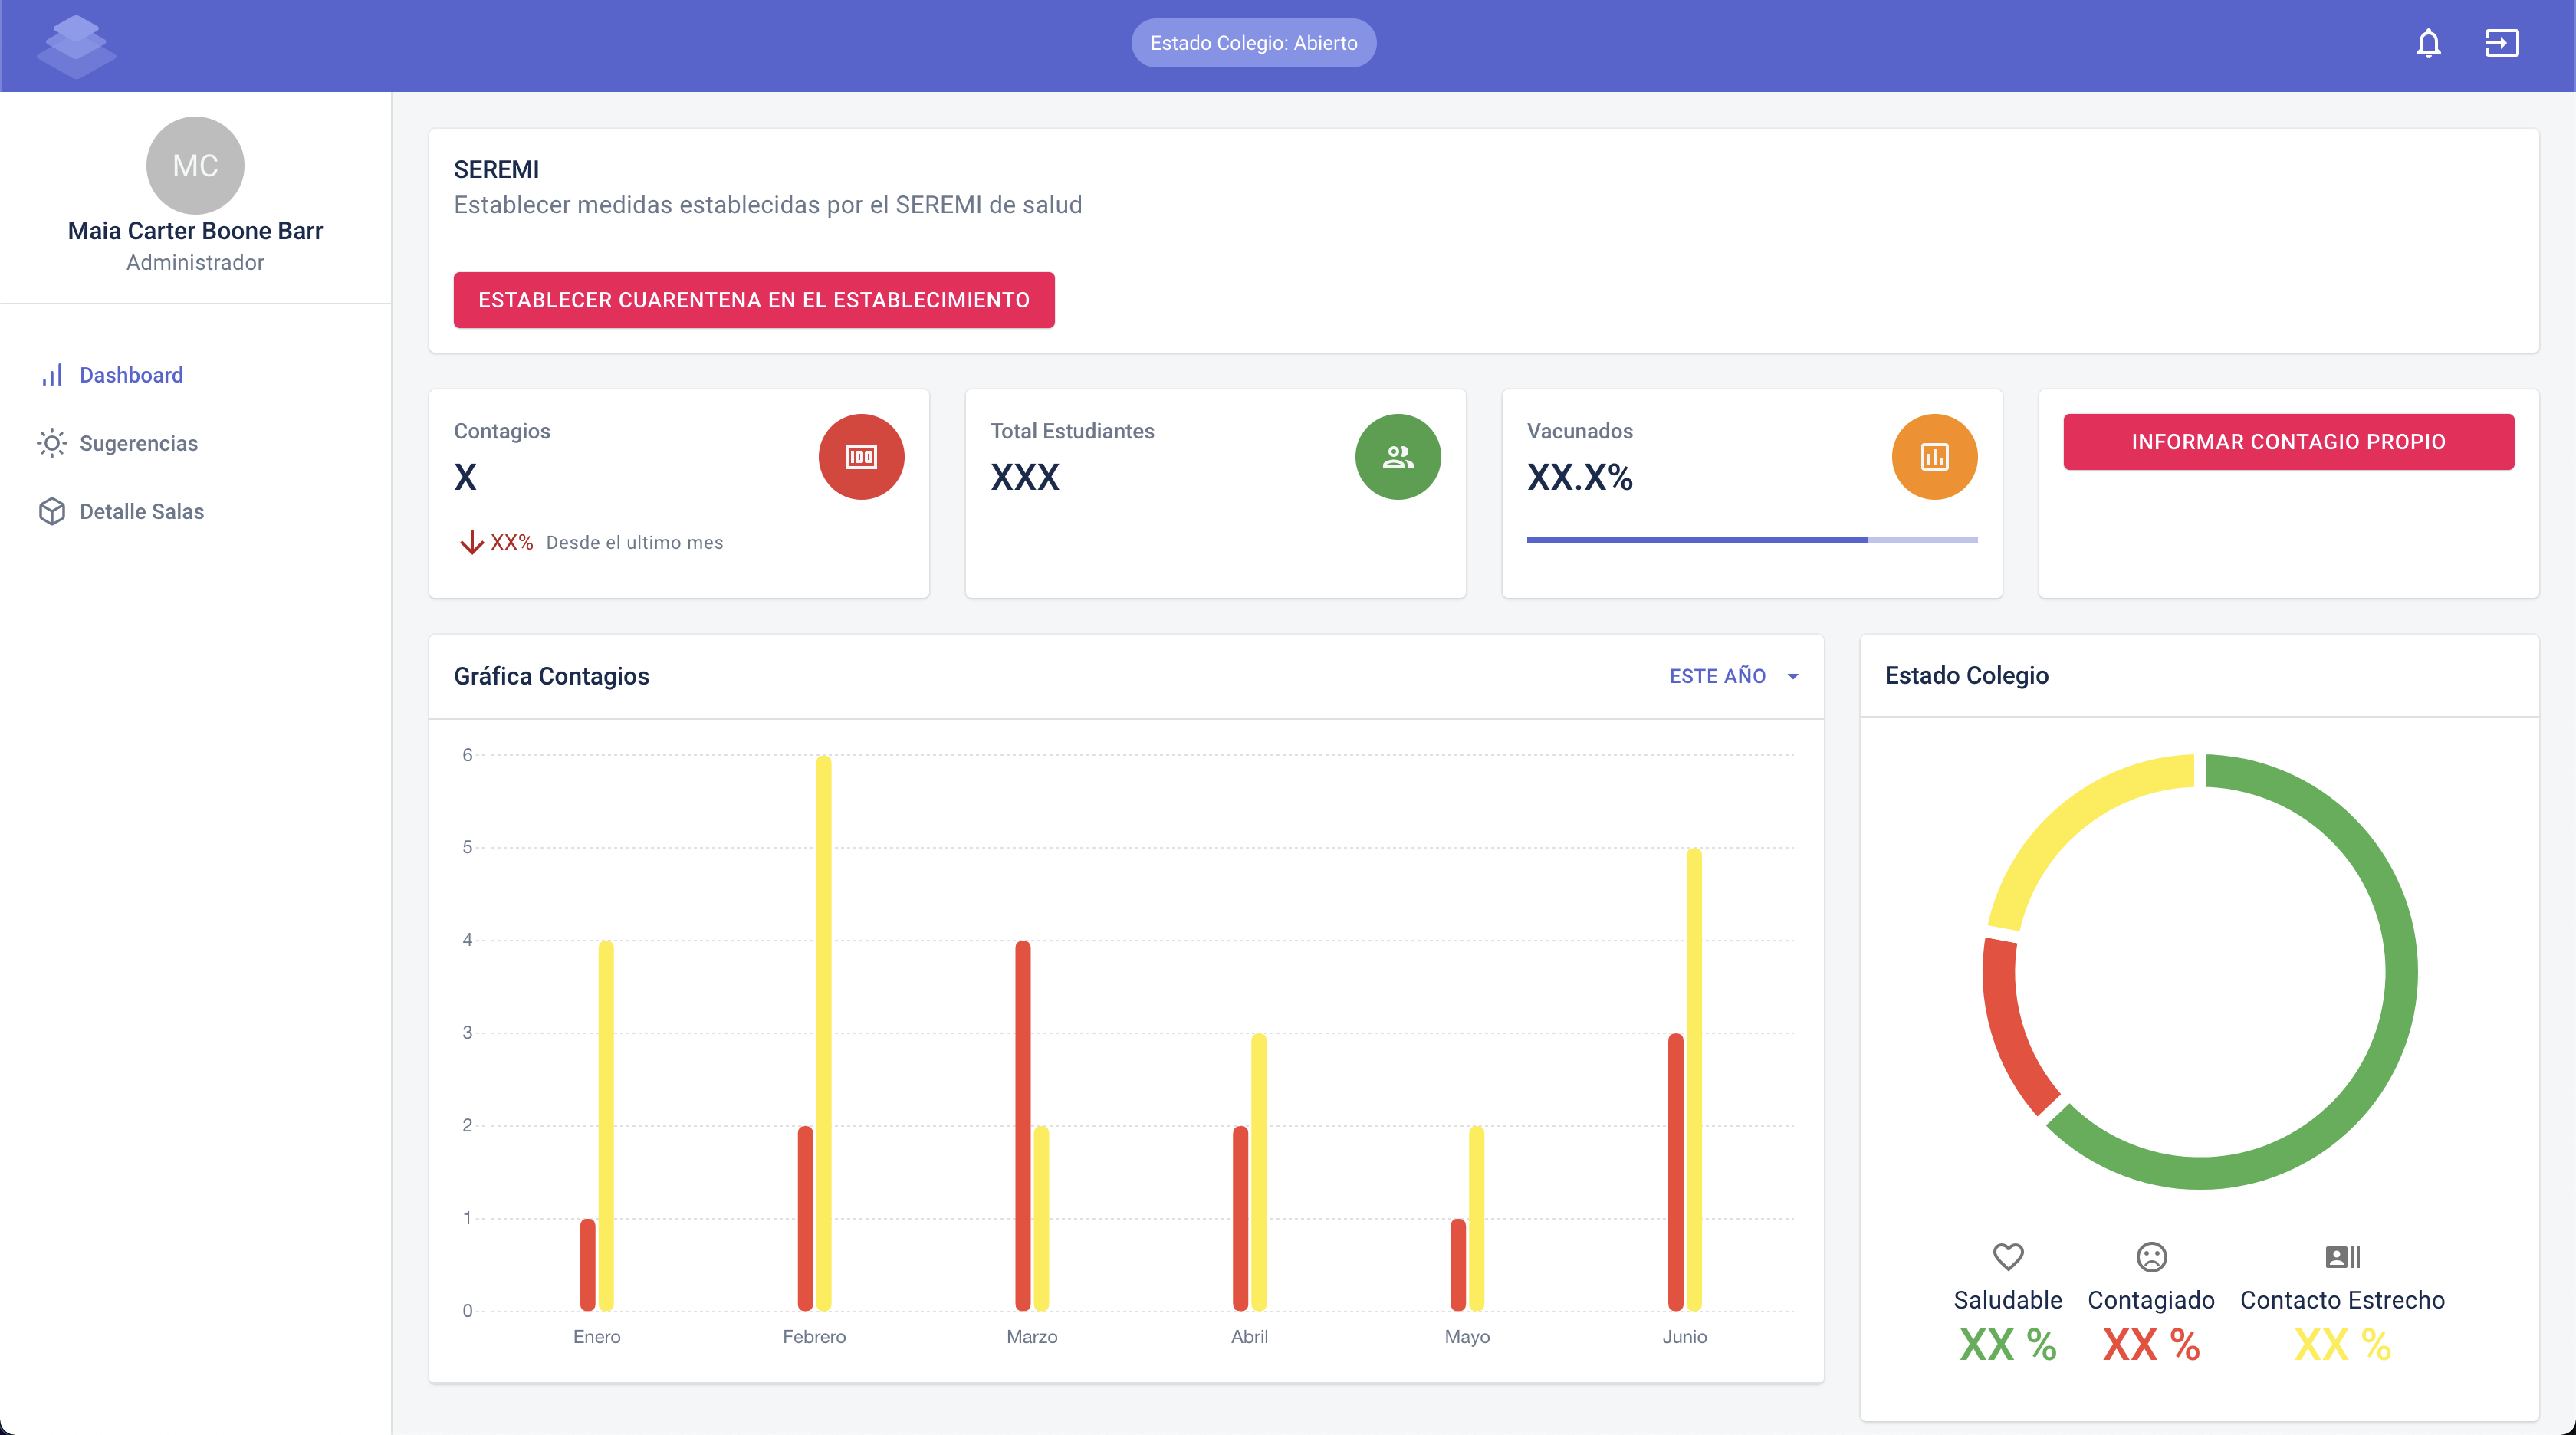 Estado Colegio: Abierto
MC
Maia Carter Boone Barr
Administrador
Dashboard
Sugerencias
Detalle Salas
SEREMI
Establecer medidas establecidas por el SEREMI de salud
ESTABLECER CUARENTENA EN EL ESTABLECIMIENTO
Contagios
X
XX% Desde el ultimo mes
100
Total Estudiantes
XXX
Vacunados
XX.X%
INFORMAR CONTAGIO PROPIO
Gráfica Contagios
ESTE AÑO
6
5
4
3
2
1
0
Enero Febrero Marzo Abril Mayo Junio
Estado Colegio
Saludable Contagiado Contacto Estrecho
XX % XX % XX %